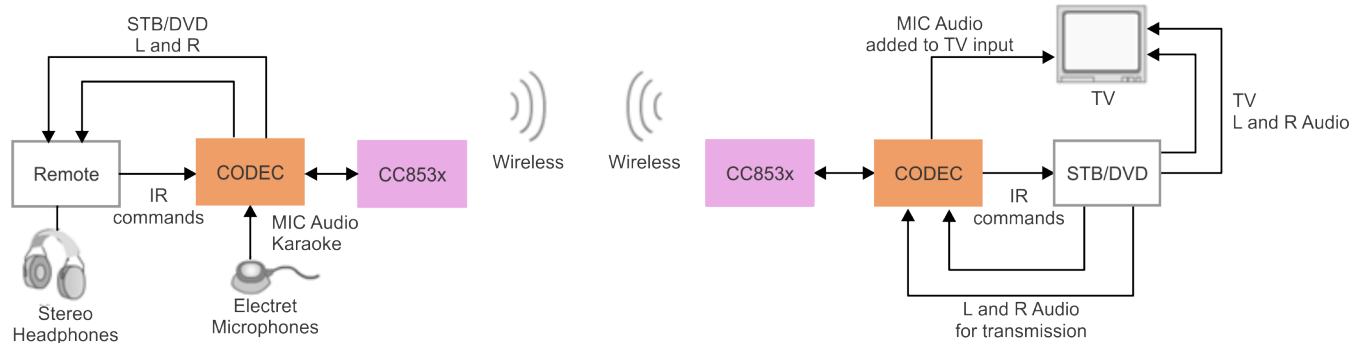 STB/DVD
L and R
Remote
IR
commands
CODEC
CC853x
MIC Audio
Karaoke
Stereo
Headphones
Electret
Microphones
Wireless
Wireless
MIC Audio
added to TV input
TV
TV
L and R Audio
CC853x
CODEC
IR
commands
STB/DVD
L and R Audio
for transmission